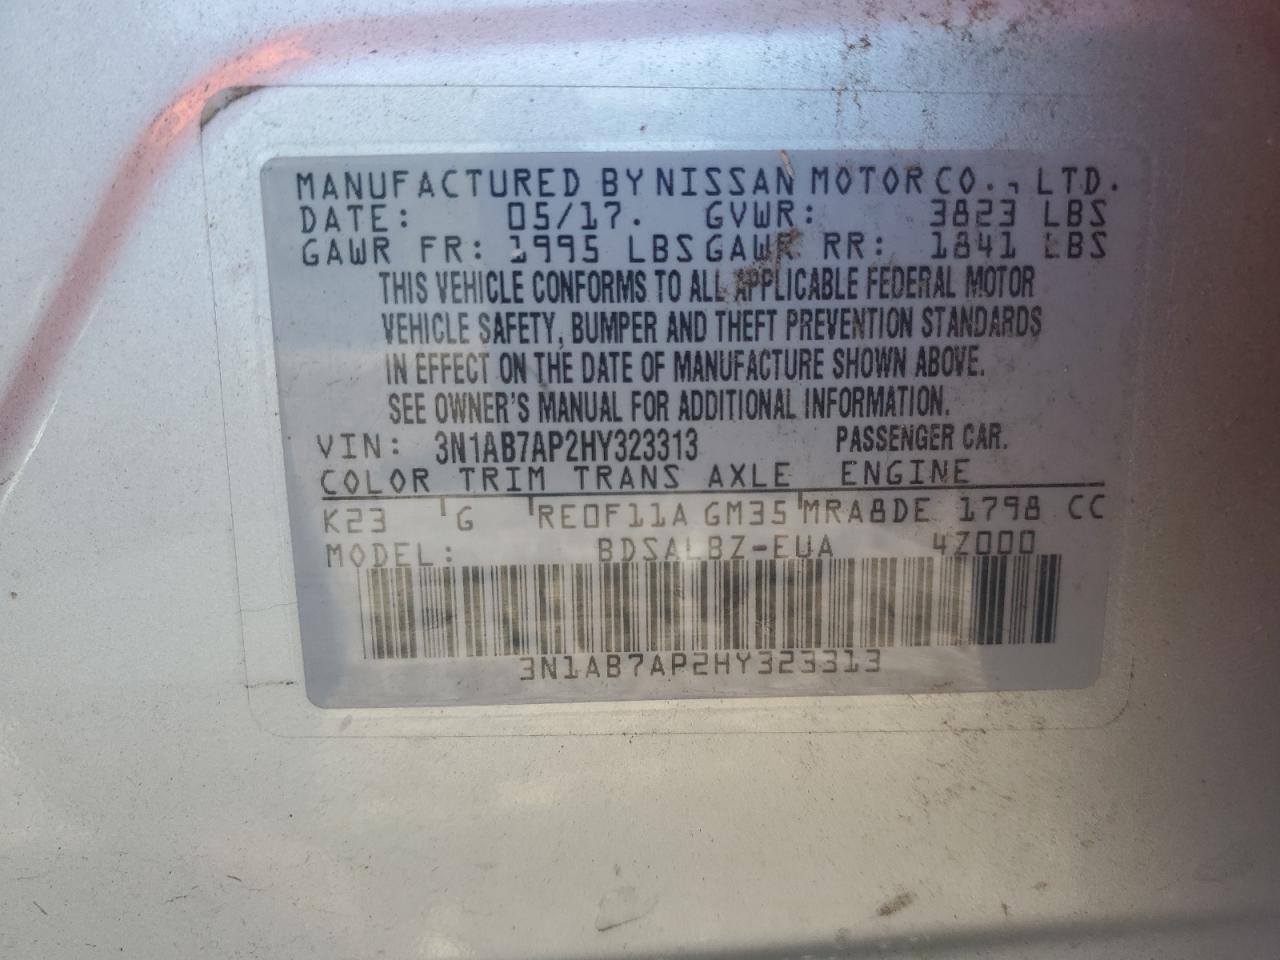 MANUFACTURED BY NISSAN MOTOR CO., LTD.
DATE: 05/17. GVWR: 3823 LBS
GAWR FR: 1995 LBS GAWR RR: 1841 LBS
THIS VEHICLE CONFORMS TO ALL APPLICABLE FEDERAL MOTOR
VEHICLE SAFETY, BUMPER AND THEFT PREVENTION STANDARDS
IN EFFECT ON THE DATE OF MANUFACTURE SHOWN ABOVE.
SEE OWNER'S MANUAL FOR ADDITIONAL INFORMATION.
VIN: 3N1AB7AP2HY323313 PASSENGER CAR.
COLOR TRIM TRANS AXLE ENGINE
K23 G RE0F11A GM35 MRA8DE 1798 CC
MODEL: BDSALBZ-EUA 4Z000
3N1AB7AP2HY323313